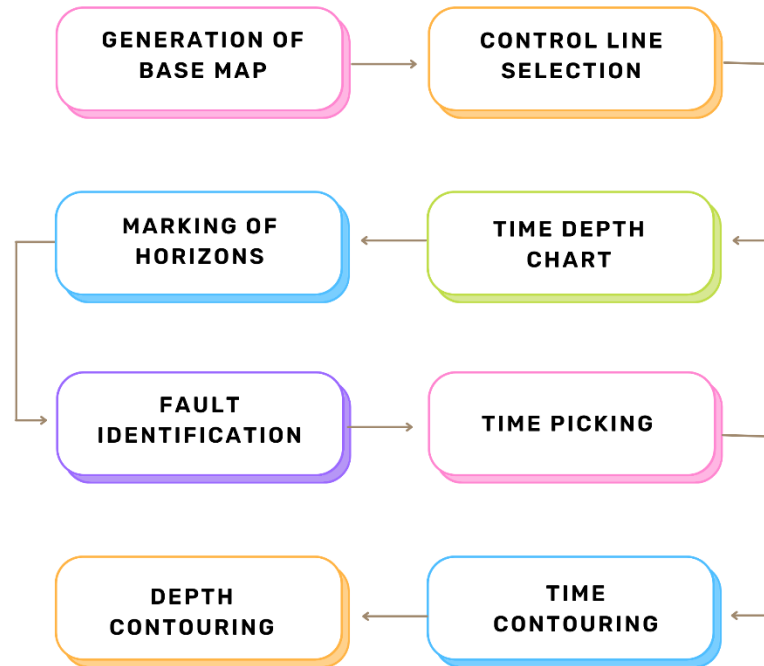 GENERATION OF
BASE MAP
CONTROL LINE
SELECTION
MARKING OF
HORIZONS
TIME DEPTH
CHART
FAULT
IDENTIFICATION
TIME PICKING
DEPTH
CONTOURING
TIME
CONTOURING